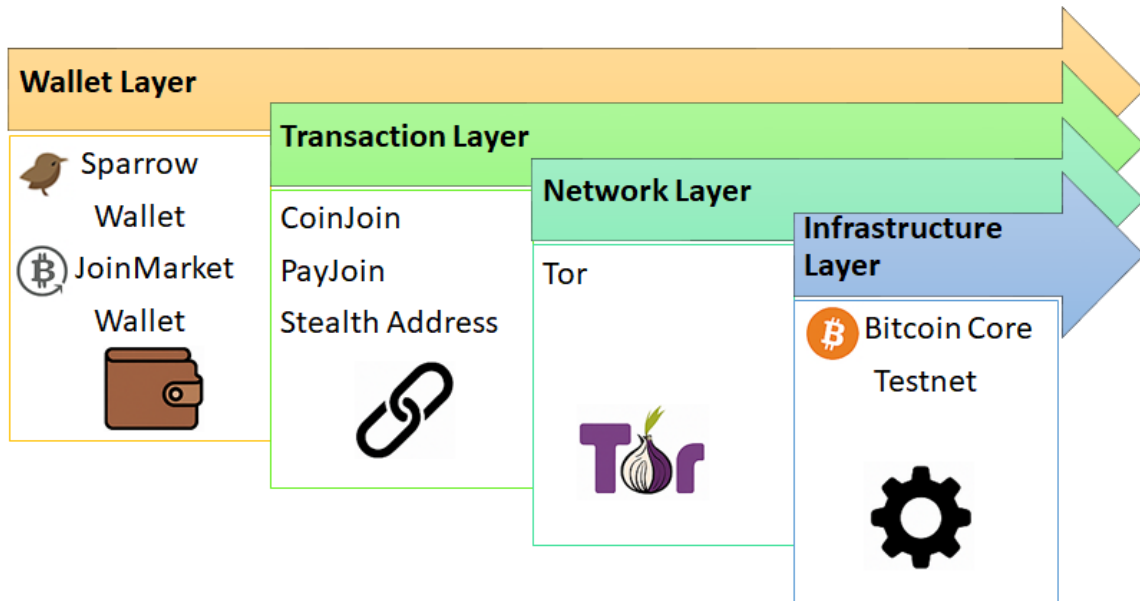 Wallet Layer
Sparrow
Wallet
JoinMarket
Wallet
Transaction Layer
CoinJoin
PayJoin
Stealth Address
Network Layer
Tor
Tor
Infrastructure
Layer
Bitcoin Core
Testnet